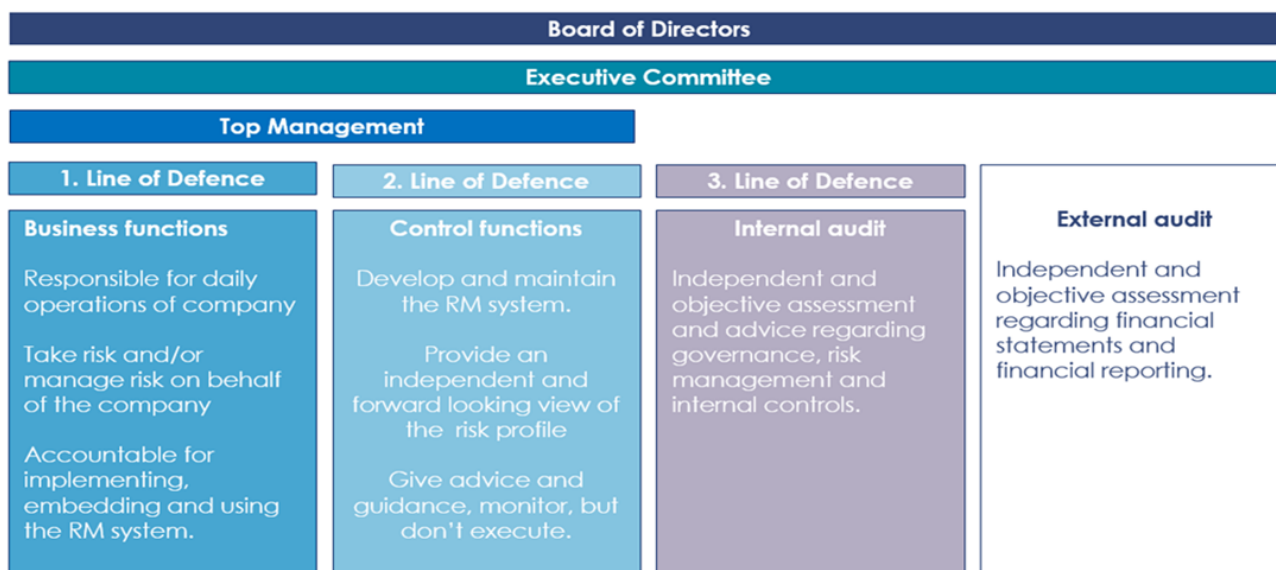 Board of Directors
Executive Committee
Top Management
1. Line of Defence
2. Line of Defence
3. Line of Defence
Business functions
Responsible for daily
operations of company
Take risk and/or
manage risk on behalf
of the company
Accountable for
implementing,
embedding and using
the RM system.
Control functions
Develop and maintain
the RM system.
Provide an
independent and
forward looking view of
the risk profile
Give advice and
guidance, monitor, but
don't execute.
Internal audit
Independent and
objective assessment
and advice regarding
governance, risk
management and
internal controls.
External audit
Independent and
objective assessment
regarding financial
statements and
financial reporting.